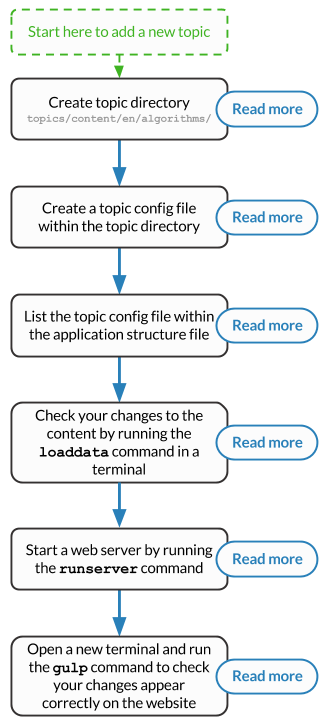 Start here to add a new topic
Create topic directory
topics/content/en/algorithms/
Read more
Create a topic config file
within the topic directory
Read more
List the topic config file within
the application structure file
Read more
Check your changes to the
content by running the
loaddata command in a
terminal
Read more
Start a web server by running
the runserver command
Read more
Open a new terminal and run
the gulp command to check
your changes appear
correctly on the website
Read more